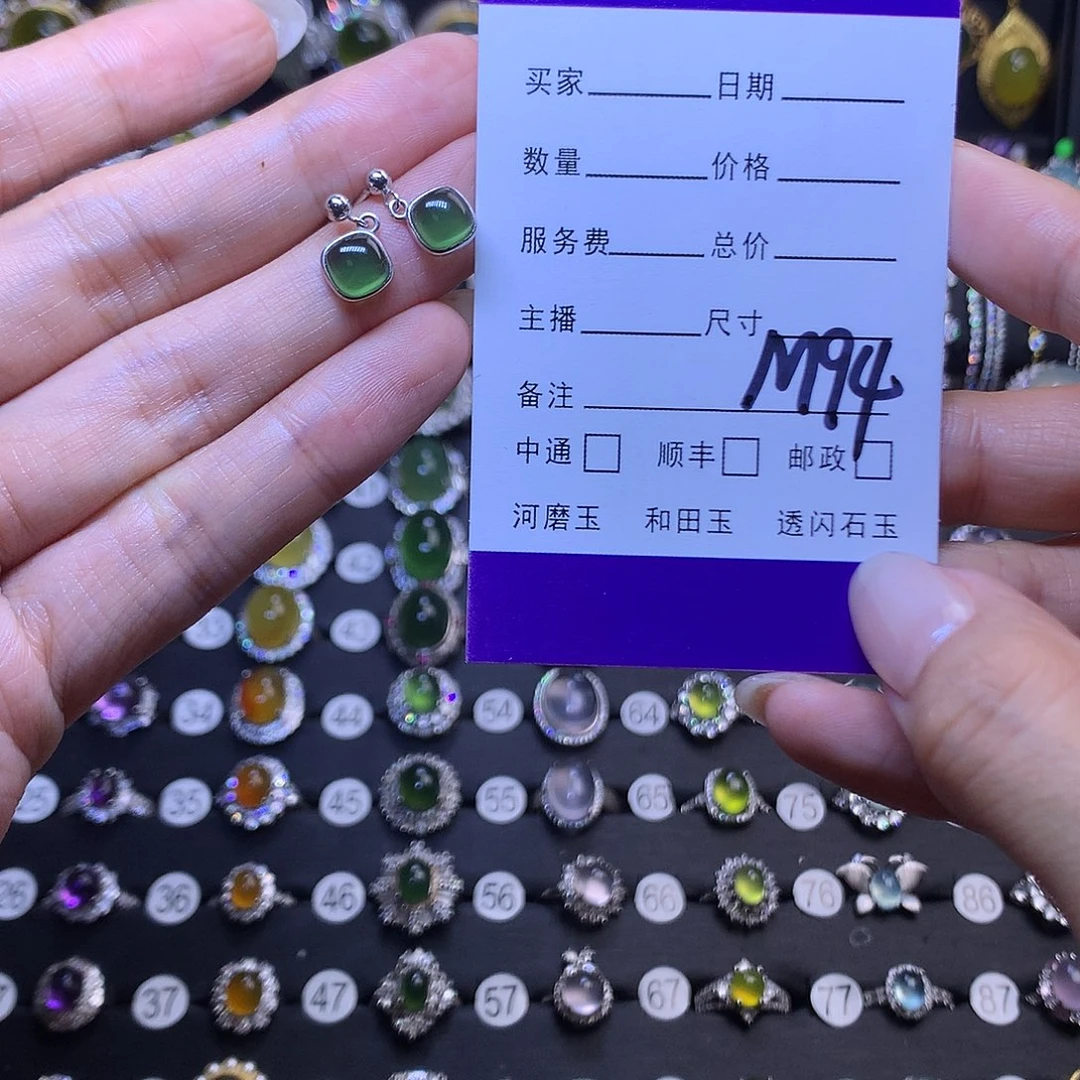 买家 日期
数量 价格
服务费 总价
主播 尺寸
M94
备注
中通 顺丰 邮政
河磨玉 和田玉 透闪石玉
43
34 44 54 64
35 45 55 65 75
36 46 56 66 76 86
37 47 57 67 77 87